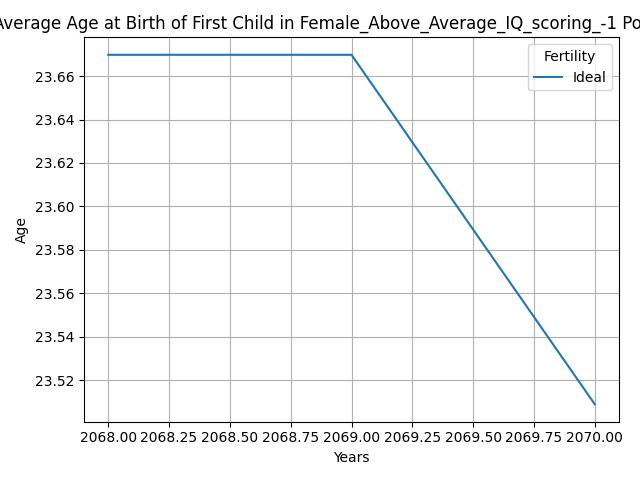 Average Age at Birth of First Child in Female_Above_Average_IQ_scoring_-1 Po
Fertility
Ideal
23.66
23.64
23.62
23.60
23.58
23.56
23.54
23.52
Age
2068.00 2068.25 2068.50 2068.75 2069.00 2069.25 2069.50 2069.75 2070.00
Years